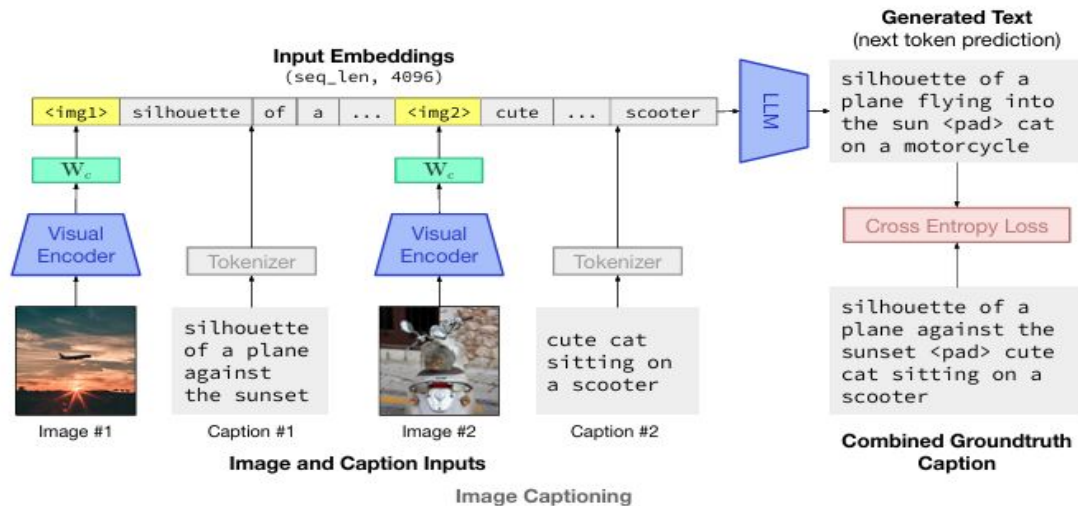 Generated Text
(next token prediction)
Input Embeddings
(seq_len, 4096)
<img1> silhouette of a ... <img2> cute ... scooter
LLM
silhouette of a
plane flying into
the sun <pad> cat
on a motorcycle
W_c
W_c
Visual
Encoder
Visual
Encoder
Cross Entropy Loss
Tokenizer
Tokenizer
silhouette
of a plane
against
the sunset
cute cat
sitting on
a scooter
silhouette of a
plane against the
sunset <pad> cute
cat sitting on a
scooter
Image #1
Caption #1
Image #2
Caption #2
Image and Caption Inputs
Combined Groundtruth
Caption
Image Captioning